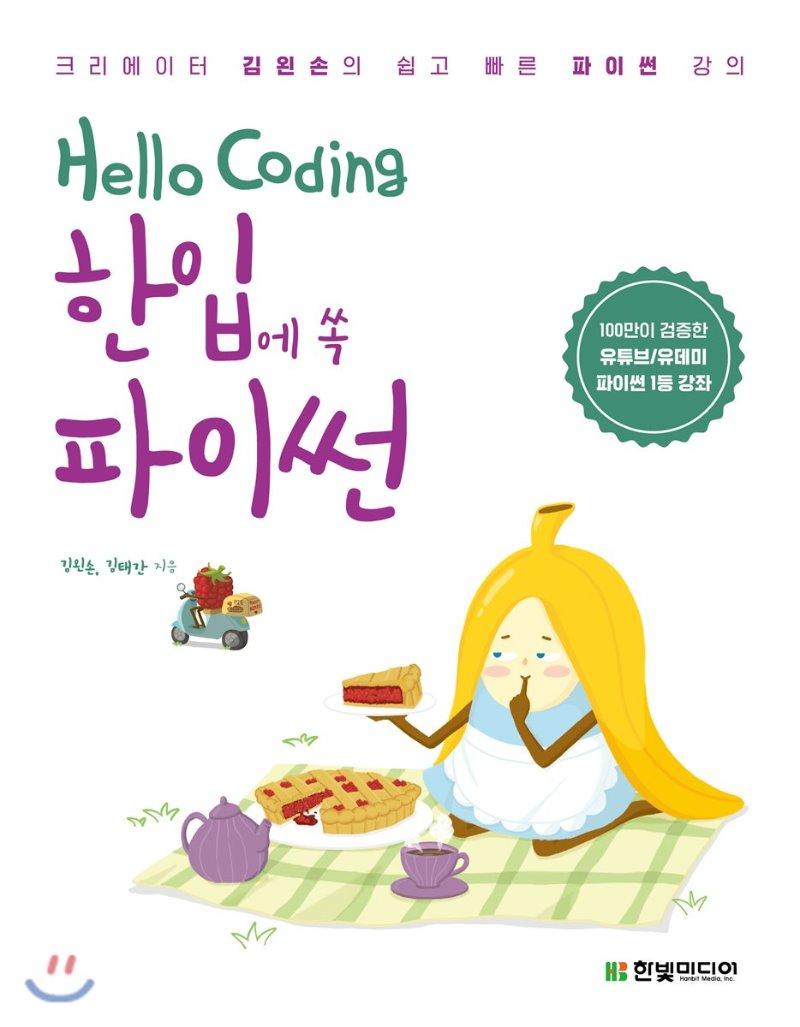 크리에이터 김왼손의 쉽고 빠른 파이썬 강의
Hello Coding
한입에 쏙
파이썬
100만이 검증한
유튜브/유데미
파이썬 1등 강좌
김왼손, 김태간 지음
한빛미디어
Hanbit Media, Inc.